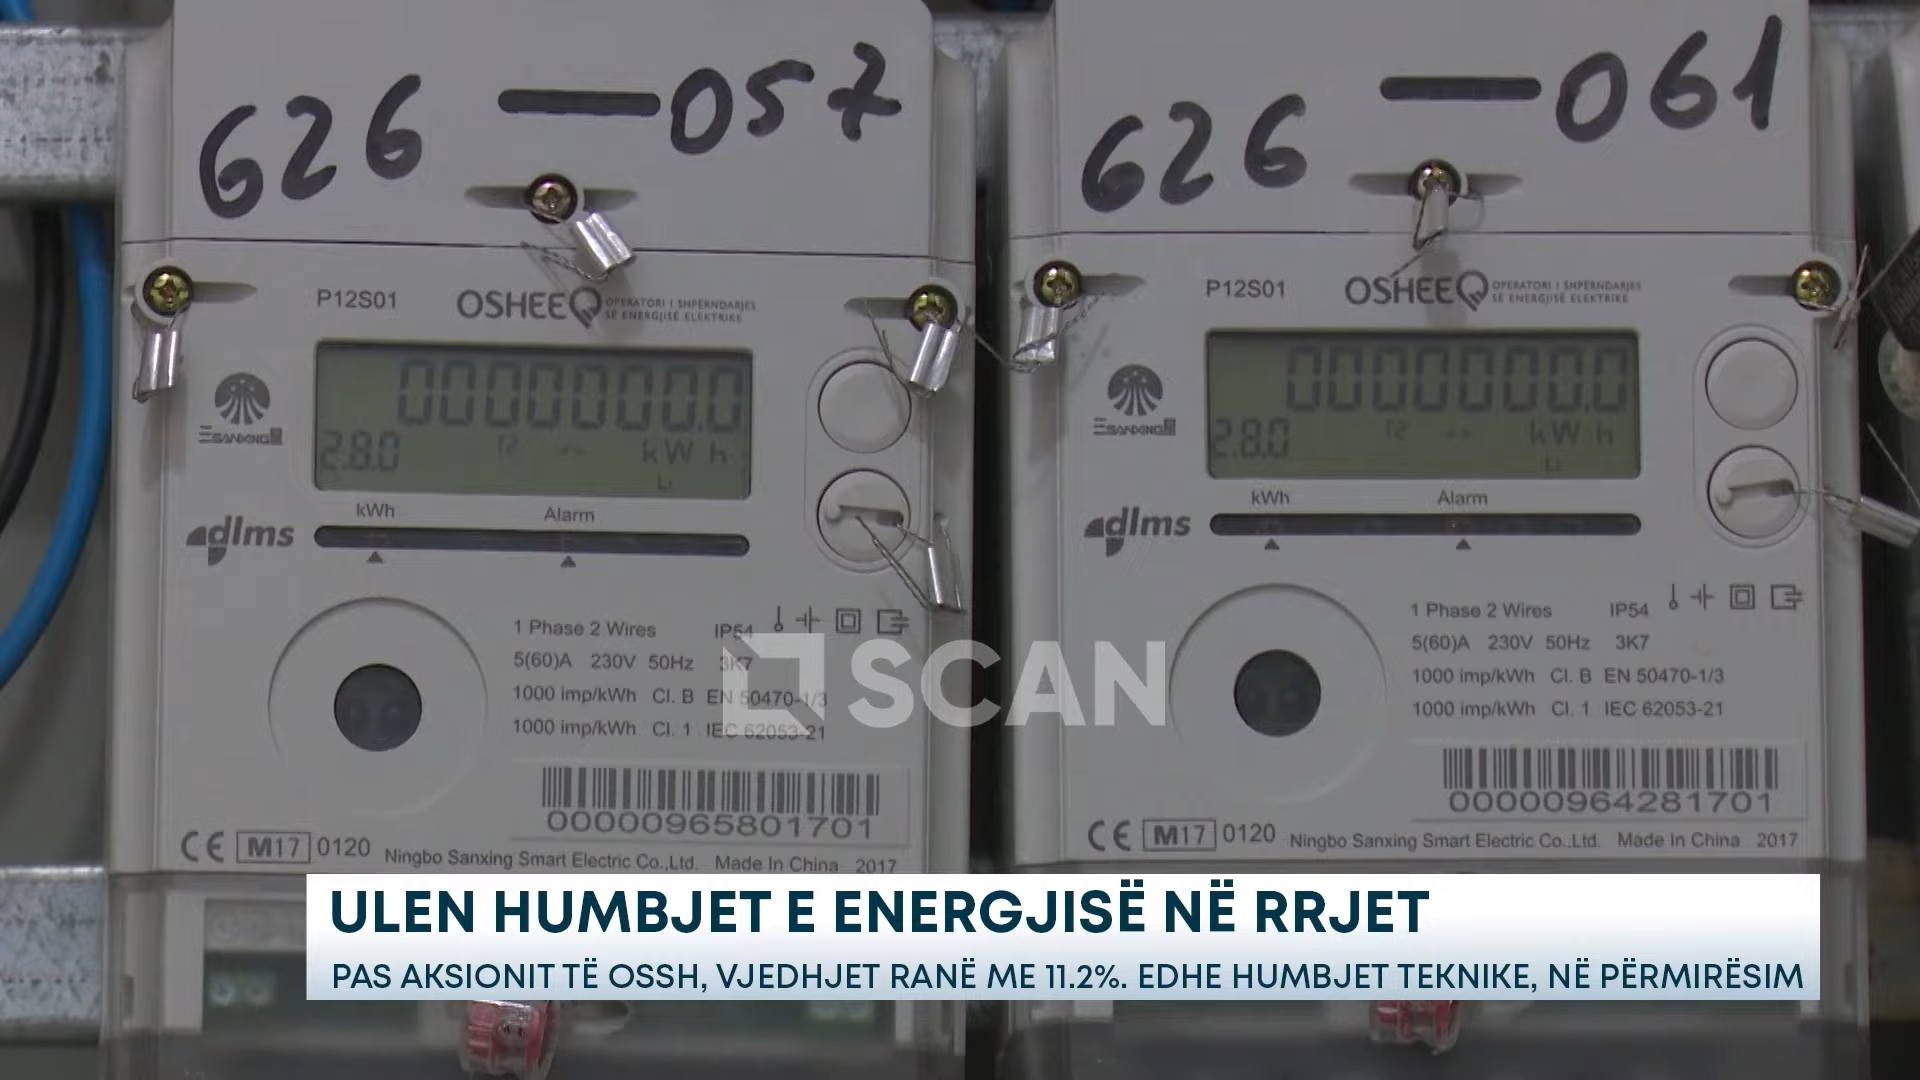 626 057
P12S01 OSHEE OPERATORI I SHPËRNDARJES
SË ENERGJISË ELEKTRIKE
0000000.0
2.8.0 T2 kWh
SANXING
kWh Alarm
dlms
1 Phase 2 Wires IP54
5(60)A 230V 50Hz 3K7
1000 imp/kWh Cl. B EN 50470-1/3
1000 imp/kWh Cl. 1 IEC 62053-21
00000965801701
CE M17 0120 Ningbo Sanxing Smart Electric Co.,Ltd. Made In China 2017
626 061
P12S01 OSHEE OPERATORI I SHPËRNDARJES
SË ENERGJISË ELEKTRIKE
00000000.0
2.8.0 T2 kWh
SANXING
kWh Alarm
dlms
1 Phase 2 Wires IP54
5(60)A 230V 50Hz 3K7
1000 imp/kWh Cl. B EN 50470-1/3
1000 imp/kWh Cl. 1 IEC 62053-21
00000964281701
CE M17 0120 Ningbo Sanxing Smart Electric Co.,Ltd. Made In China 2017
SCAN
ULEN HUMBJET E ENERGJISË NË RRJET
PAS AKSIONIT TË OSSH, VJEDHJET RANË ME 11.2%. EDHE HUMBJET TEKNIKE, NË PËRMIRËSIM